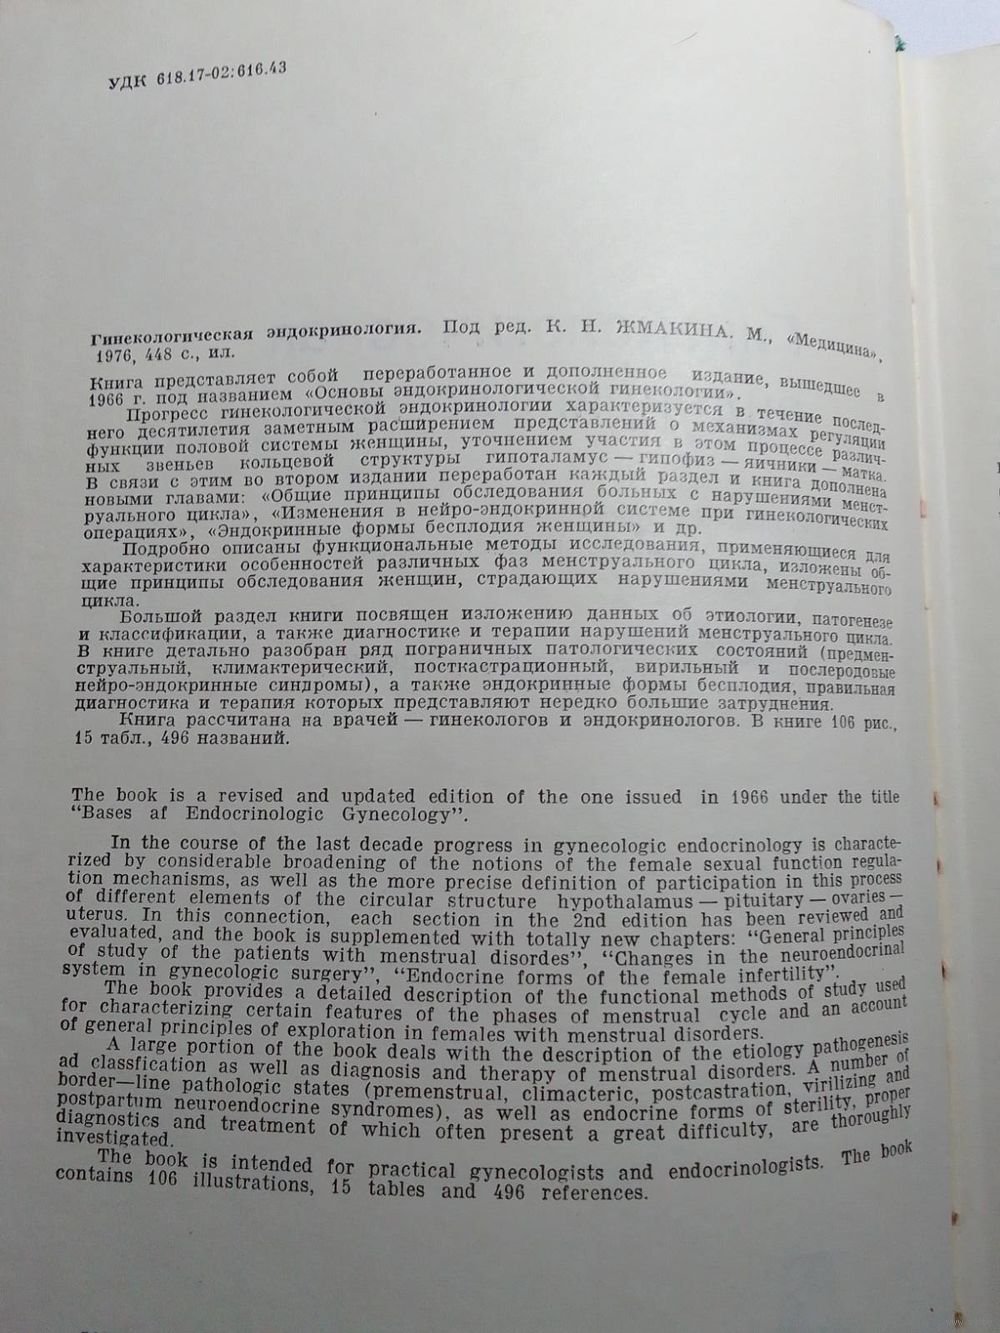 УДК 618.17-02:616.43
Гинекологическая эндокринология. Под ред. К. Н. ЖМАКИНА. М., «Медицина»,
1976, 448 с., ил.
Книга представляет собой переработанное и дополненное издание, вышедшее в
1966 г. под названием «Основы эндокринологической гинекологии».
Прогресс гинекологической эндокринологии характеризуется в течение послед-
него десятилетия заметным расширением представлений о механизмах регуляции
функции половой системы женщины, уточнением участия в этом процессе различ-
ных звеньев кольцевой структуры гипоталамус — гипофиз — яичники — матка.
В связи с этим во втором издании переработан каждый раздел и книга дополнена
новыми главами: «Общие принципы обследования больных с нарушениями менст-
руального цикла», «Изменения в нейро-эндокринной системе при гинекологических
операциях», «Эндокринные формы бесплодия женщины» и др.
Подробно описаны функциональные методы исследования, применяющиеся для
характеристики особенностей различных фаз менструального цикла, изложены об-
щие принципы обследования женщин, страдающих нарушениями менструального
цикла.
Большой раздел книги посвящен изложению данных об этиологии, патогенезе
и классификации, а также диагностике и терапии нарушений менструального цикла.
В книге детально разобран ряд пограничных патологических состояний (предмен-
струальный, климактерический, посткастрационный, вирильный и послеродовые
нейро-эндокринные синдромы), а также эндокринные формы бесплодия, правильная
диагностика и терапия которых представляют нередко большие затруднения.
Книга рассчитана на врачей — гинекологов и эндокринологов. В книге 106 рис.,
15 табл., 496 названий.
The book is a revised and updated edition of the one issued in 1966 under the title
“Bases af Endocrinologic Gynecology”.
In the course of the last decade progress in gynecologic endocrinology is characte-
rized by considerable broadening of the notions of the female sexual function regula-
tion mechanisms, as well as the more precise definition of participation in this process
of different elements of the circular structure hypothalamus — pituitary — ovaries —
uterus. In this connection, each section in the 2nd edition has been reviewed and
evaluated, and the book is supplemented with totally new chapters: “General principles
of study of the patients with menstrual disordes”, “Changes in the neuroendocrinal
system in gynecologic surgery”, “Endocrine forms of the female infertility”.
The book provides a detailed description of the functional methods of study used
for characterizing certain features of the phases of menstrual cycle and an account
of general principles of exploration in females with menstrual disorders.
A large portion of the book deals with the description of the etiology pathogenesis
ad classfication as well as diagnosis and therapy of menstrual disorders. A number of
border—line pathologic states (premenstrual, climacteric, postcastration, virilizing and
postpartum neuroendocrine syndromes), as well as endocrine forms of sterility, proper
diagnostics and treatment of which often present a great difficulty, are thoroughly
investigated.
The book is intended for practical gynecologists and endocrinologists. The book
contains 106 illustrations, 15 tables and 496 references.